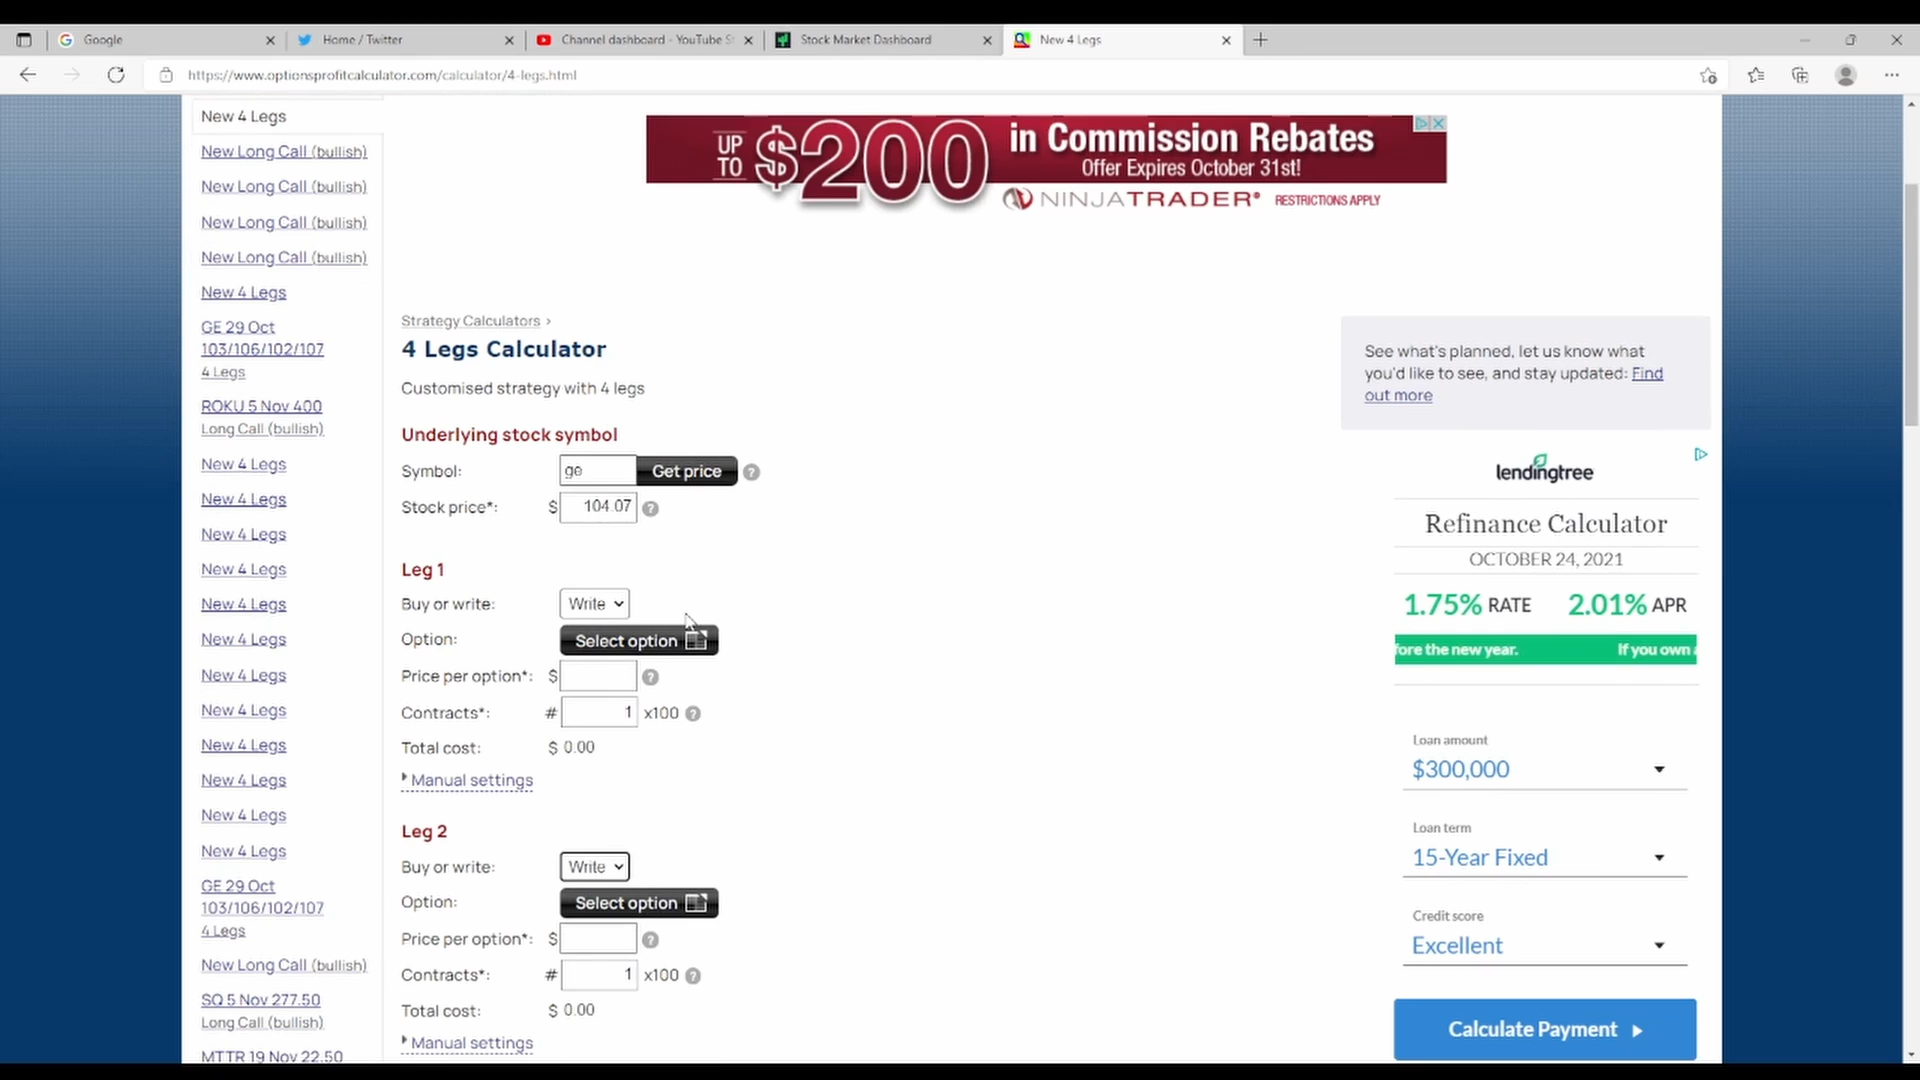 Google
Home / Twitter
Channel dashboard - YouTube S
Stock Market Dashboard
New 4 Legs
https://www.optionsprofitcalculator.com/calculator/4-legs.html
New 4 Legs
New Long Call (bullish)
New Long Call (bullish)
New Long Call (bullish)
New Long Call (bullish)
New 4 Legs
GE 29 Oct
103/106/102/107
4 Legs
ROKU 5 Nov 400
Long Call (bullish)
New 4 Legs
New 4 Legs
New 4 Legs
New 4 Legs
New 4 Legs
New 4 Legs
New 4 Legs
New 4 Legs
New 4 Legs
New 4 Legs
New 4 Legs
New 4 Legs
GE 29 Oct
103/106/102/107
4 Legs
New Long Call (bullish)
SQ 5 Nov 277.50
Long Call (bullish)
MTTR 19 Nov 22.50
UP TO $200 in Commission Rebates
Offer Expires October 31st!
NINJATRADER® RESTRICTIONS APPLY
Strategy Calculators >
4 Legs Calculator
Customised strategy with 4 legs
Underlying stock symbol
Symbol: ge Get price ?
Stock price*: $ 104.07 ?
Leg 1
Buy or write: Write
Option: Select option
Price per option*: $ ?
Contracts*: # 1 x100 ?
Total cost: $ 0.00
Manual settings
Leg 2
Buy or write: Write
Option: Select option
Price per option*: $ ?
Contracts*: # 1 x100 ?
Total cost: $ 0.00
Manual settings
See what's planned, let us know what
you'd like to see, and stay updated: Find
out more
lendingtree
Refinance Calculator
OCTOBER 24, 2021
1.75% RATE 2.01% APR
fore the new year. If you own a
Loan amount
$300,000
Loan term
15-Year Fixed
Credit score
Excellent
Calculate Payment